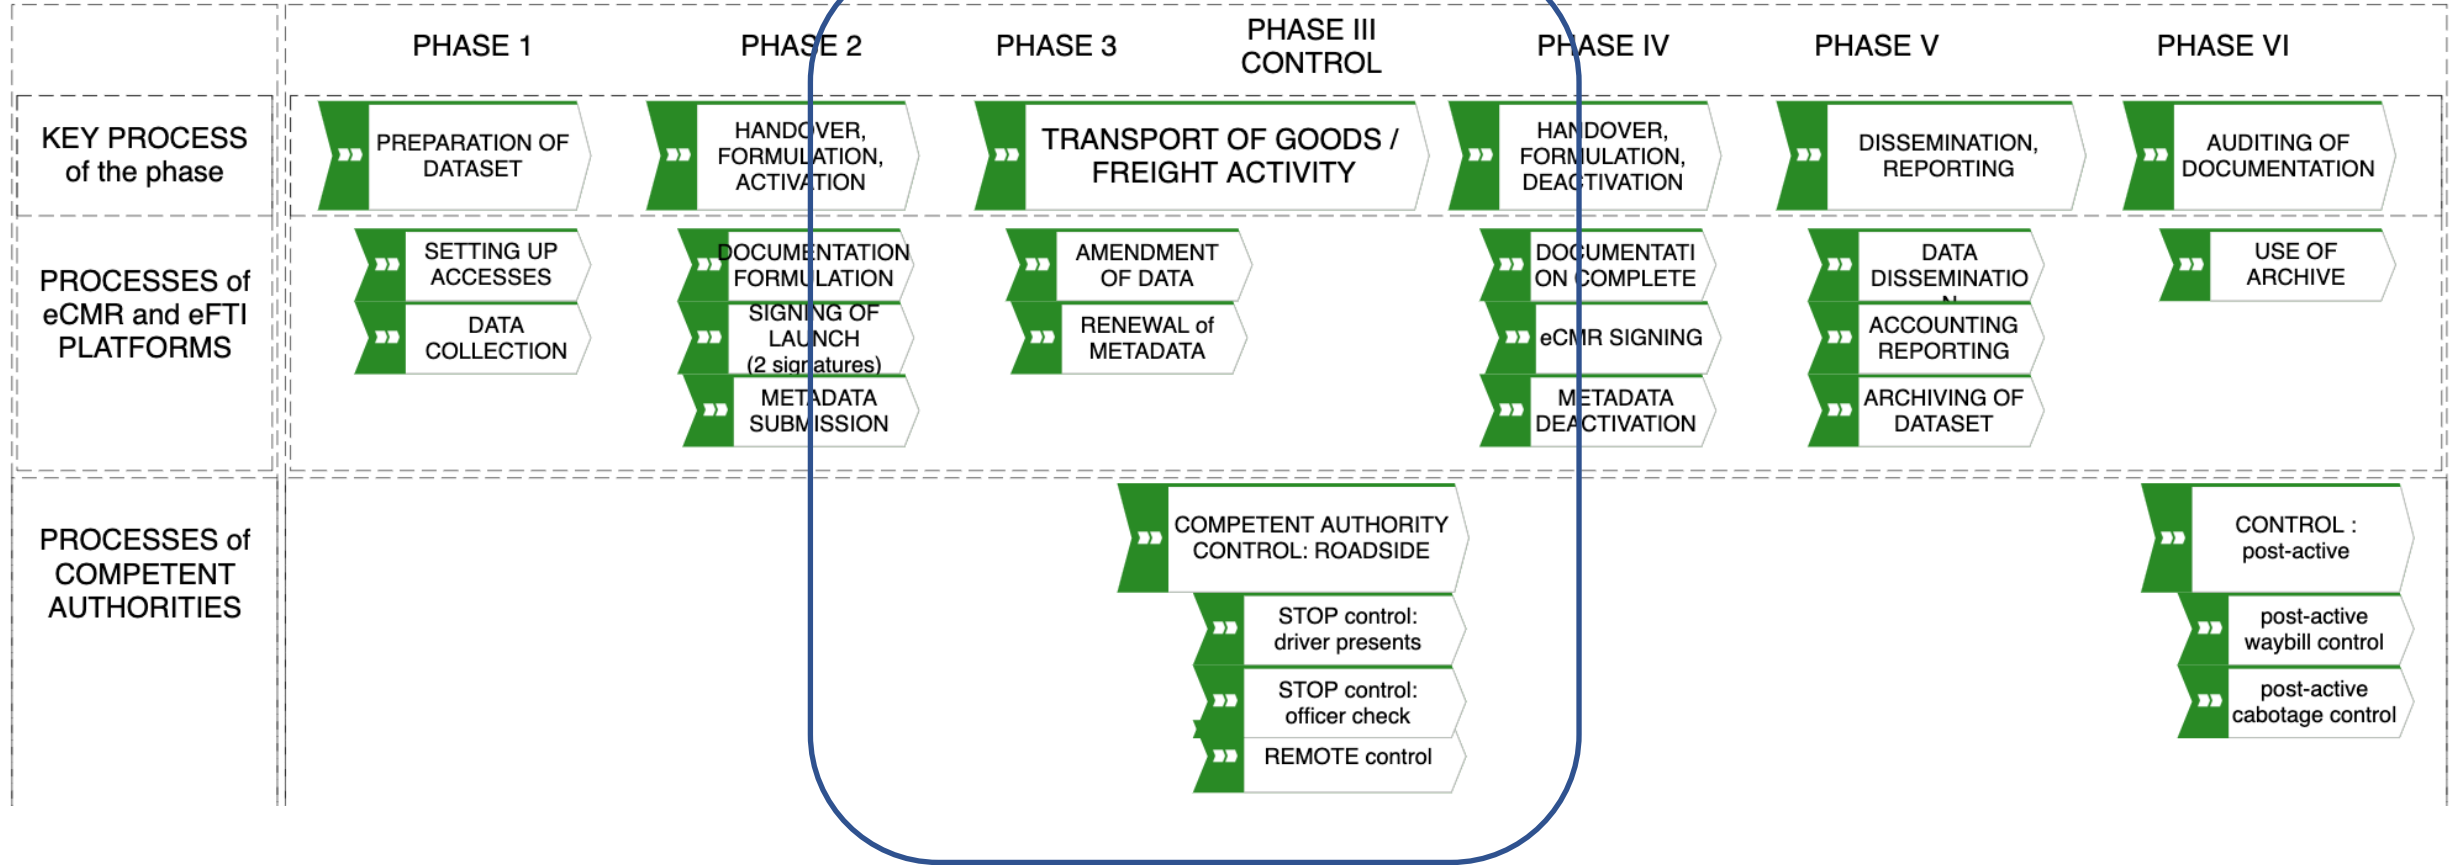 PHASE 1
PHASE 2
PHASE 3
PHASE III
CONTROL
PHASE IV
PHASE V
PHASE VI
KEY PROCESS
of the phase
PREPARATION OF
DATASET
HANDOVER,
FORMULATION,
ACTIVATION
TRANSPORT OF GOODS /
FREIGHT ACTIVITY
HANDOVER,
FORMULATION,
DEACTIVATION
DISSEMINATION,
REPORTING
AUDITING OF
DOCUMENTATION
PROCESSES of
eCMR and eFTI
PLATFORMS
SETTING UP
ACCESSES
DATA
COLLECTION
DOCUMENTATION
FORMULATION
SIGNING OF
LAUNCH
(2 signatures)
METADATA
SUBMISSION
AMENDMENT
OF DATA
RENEWAL of
METADATA
DOCUMENTATI
ON COMPLETE
eCMR SIGNING
METADATA
DEACTIVATION
DATA
DISSEMINATIO
N
ACCOUNTING
REPORTING
ARCHIVING OF
DATASET
USE OF
ARCHIVE
PROCESSES of
COMPETENT
AUTHORITIES
COMPETENT AUTHORITY
CONTROL: ROADSIDE
STOP control:
driver presents
STOP control:
officer check
REMOTE control
CONTROL :
post-active
post-active
waybill control
post-active
cabotage control